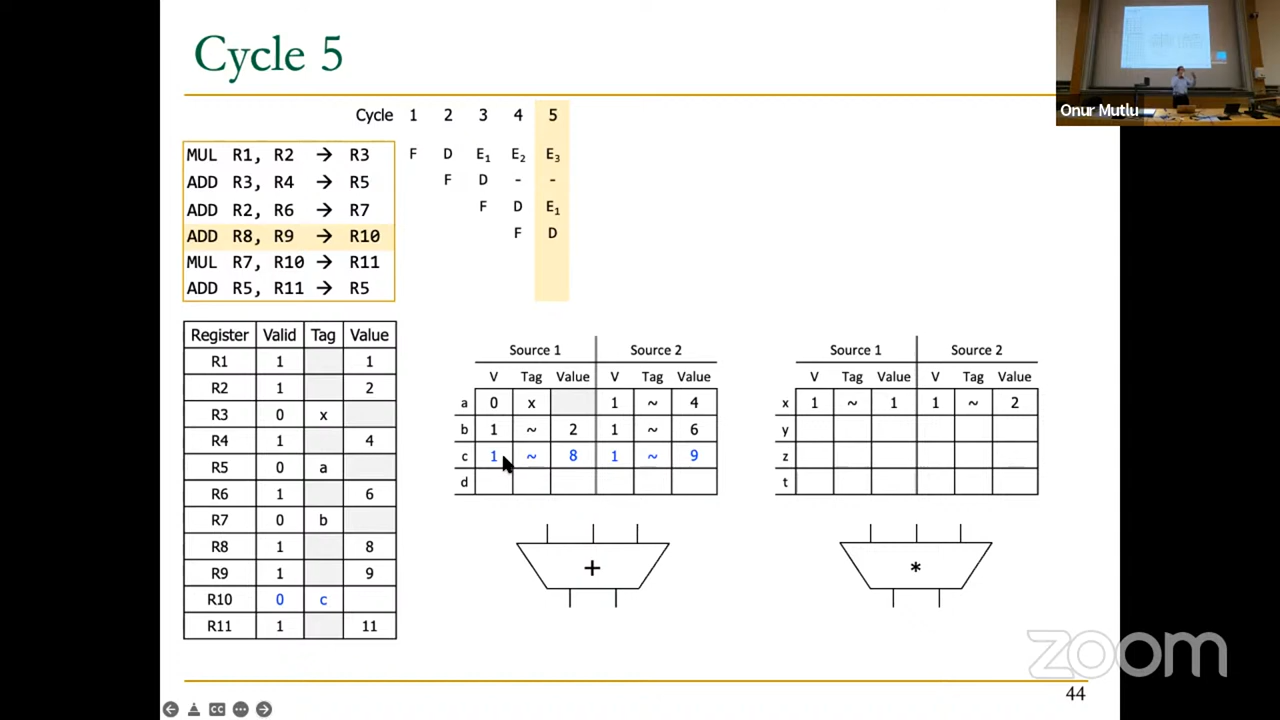 Cycle 5
Onur Mutlu
Cycle 1 2 3 4 5
MUL R1, R2 → R3 F D E₁ E₂ E₃
ADD R3, R4 → R5 F D - -
ADD R2, R6 → R7 F D E₁
ADD R8, R9 → R10 F D
MUL R7, R10 → R11
ADD R5, R11 → R5
Register Valid Tag Value
R1 1 1
R2 1 2
R3 0 x
R4 1 4
R5 0 a
R6 1 6
R7 0 b
R8 1 8
R9 1 9
R10 0 c
R11 1 11
Source 1 Source 2
V Tag Value V Tag Value
a 0 x 1 ~ 4
b 1 ~ 2 1 ~ 6
c 1 ~ 8 1 ~ 9
d
+
Source 1 Source 2
V Tag Value V Tag Value
x 1 ~ 1 1 ~ 2
y
z
t
*
zoom
44
CC